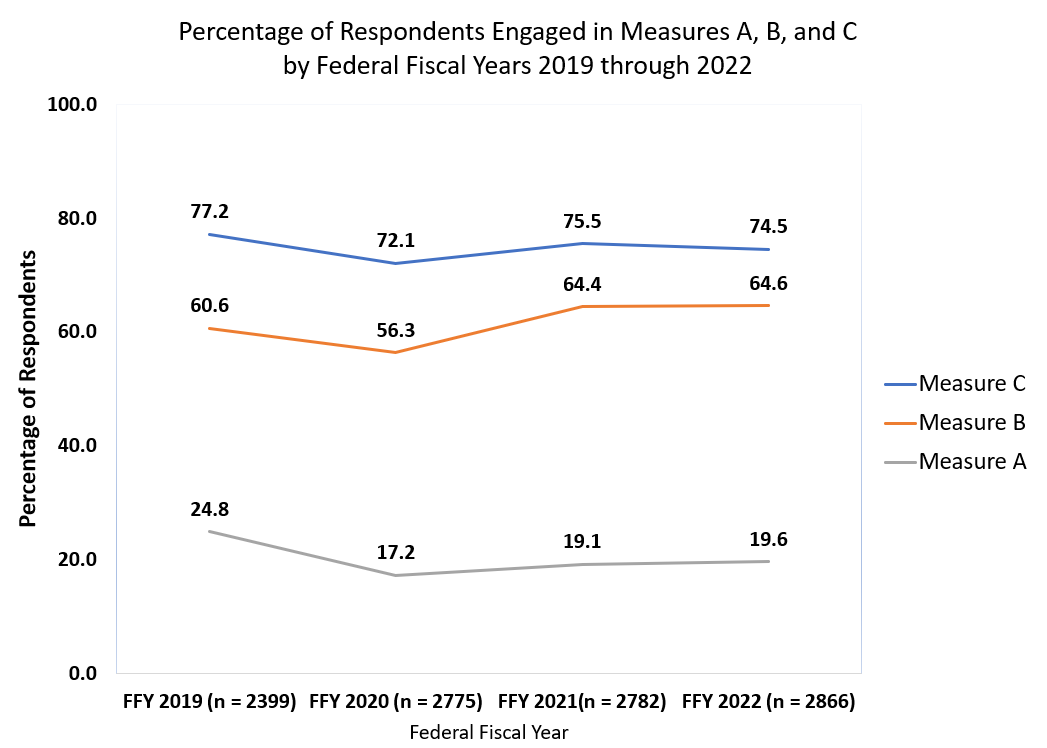 Percentage of Respondents Engaged in Measures A, B, and C
by Federal Fiscal Years 2019 through 2022
Percentage of Respondents
100.0
80.0
60.0
40.0
20.0
0.0
77.2
72.1
75.5
74.5
60.6
56.3
64.4
64.6
24.8
17.2
19.1
19.6
Measure C
Measure B
Measure A
FFY 2019 (n = 2399) FFY 2020 (n = 2775) FFY 2021(n = 2782) FFY 2022 (n = 2866)
Federal Fiscal Year